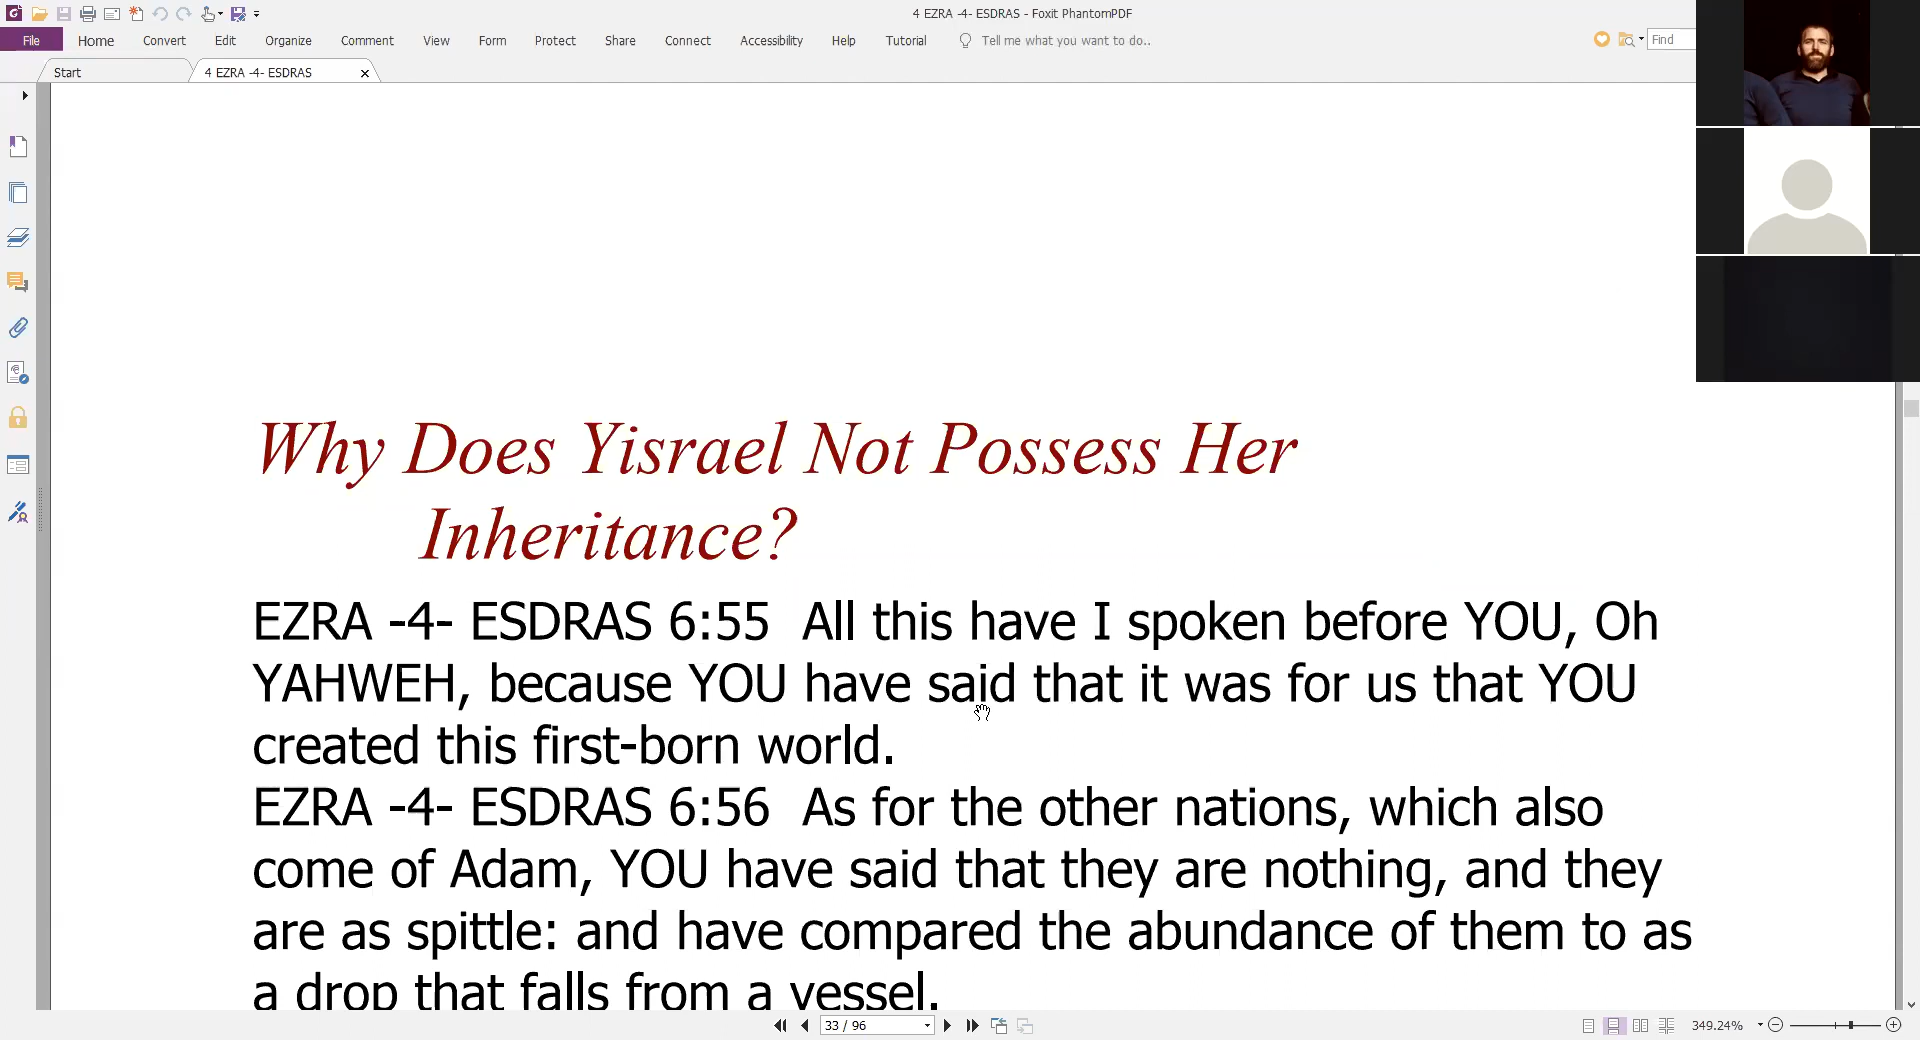 4 EZRA -4- ESDRAS - Foxit PhantomPDF
File Home Convert Edit Organize Comment View Form Protect Share Connect Accessibility Help Tutorial Tell me what you want to do.. Find
Start 4 EZRA -4- ESDRAS
Why Does Yisrael Not Possess Her
Inheritance?
EZRA -4- ESDRAS 6:55 All this have I spoken before YOU, Oh
YAHWEH, because YOU have said that it was for us that YOU
created this first-born world.
EZRA -4- ESDRAS 6:56 As for the other nations, which also
come of Adam, YOU have said that they are nothing, and they
are as spittle: and have compared the abundance of them to as
a drop that falls from a vessel.
33 / 96 349.24%